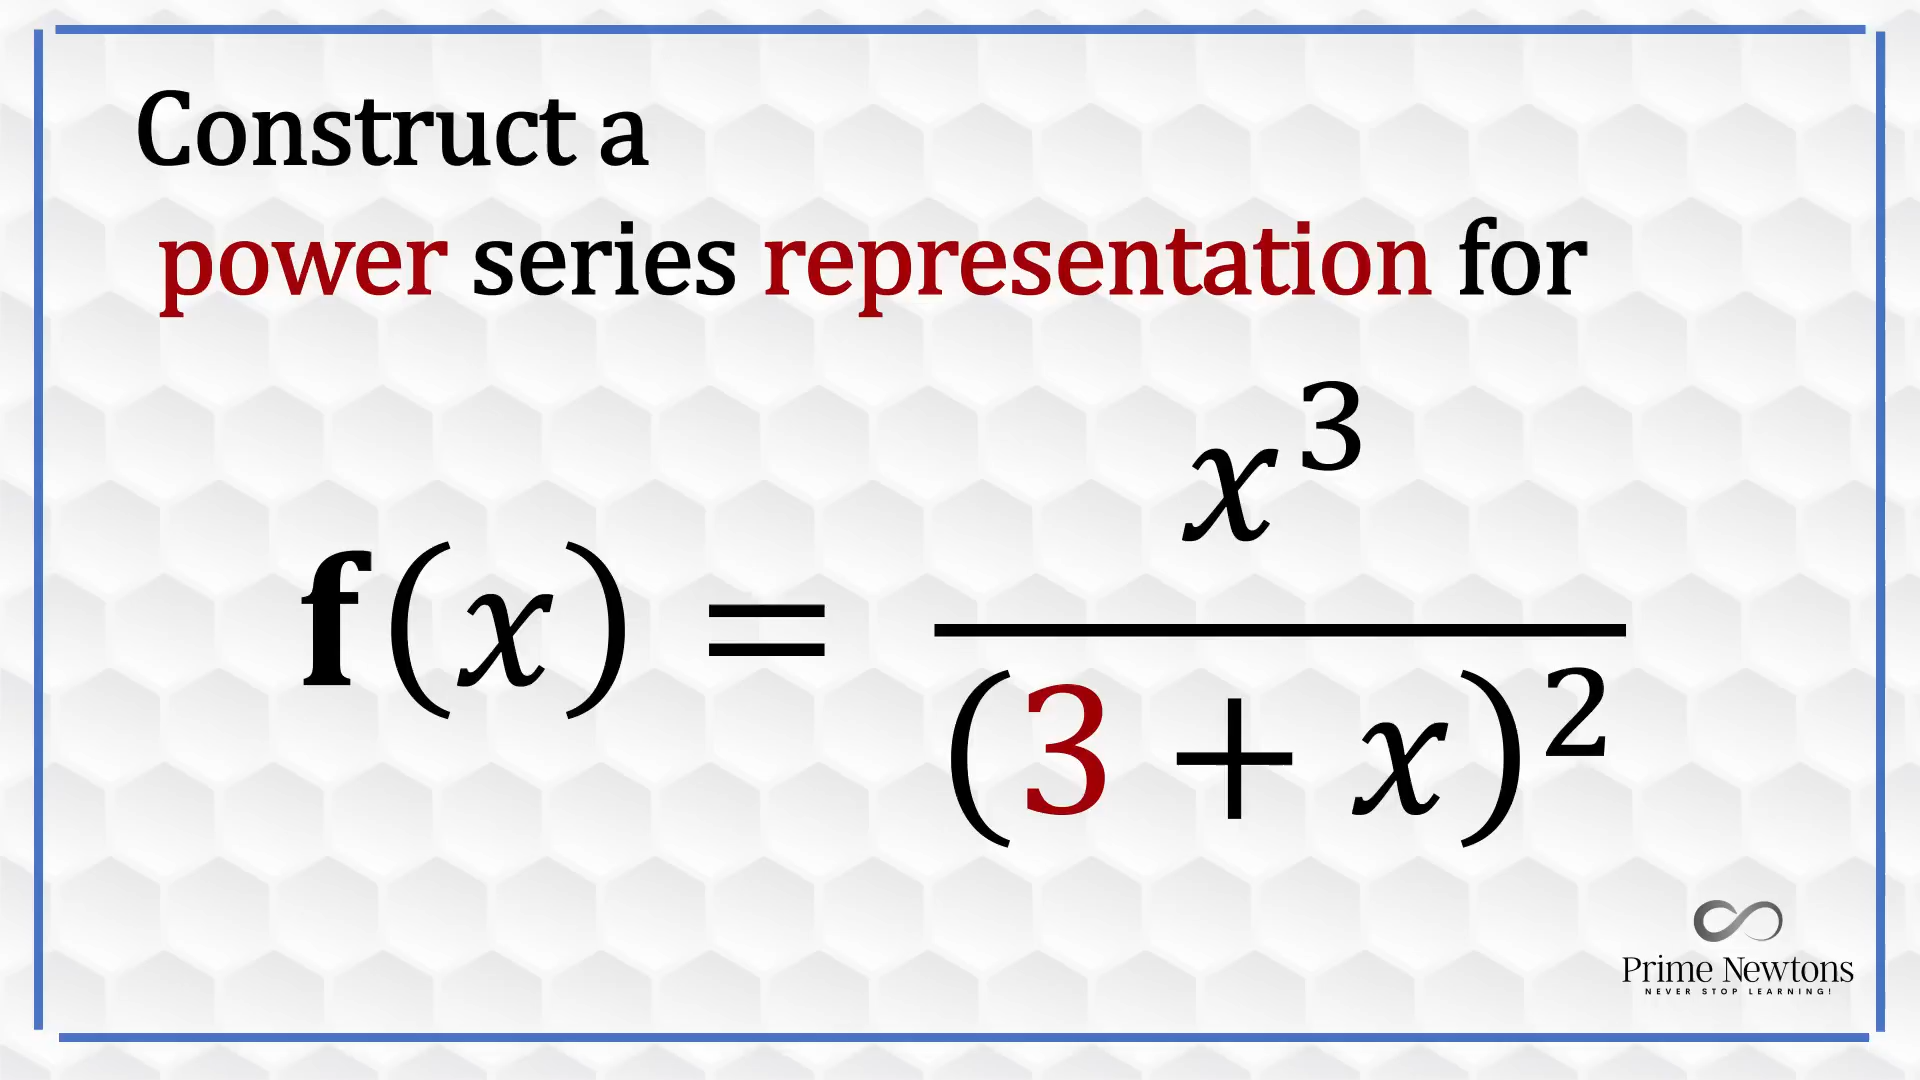 Construct a
power series representation for
f(x) = x³ / (3 + x)²
Prime Newtons
NEVER STOP LEARNING!